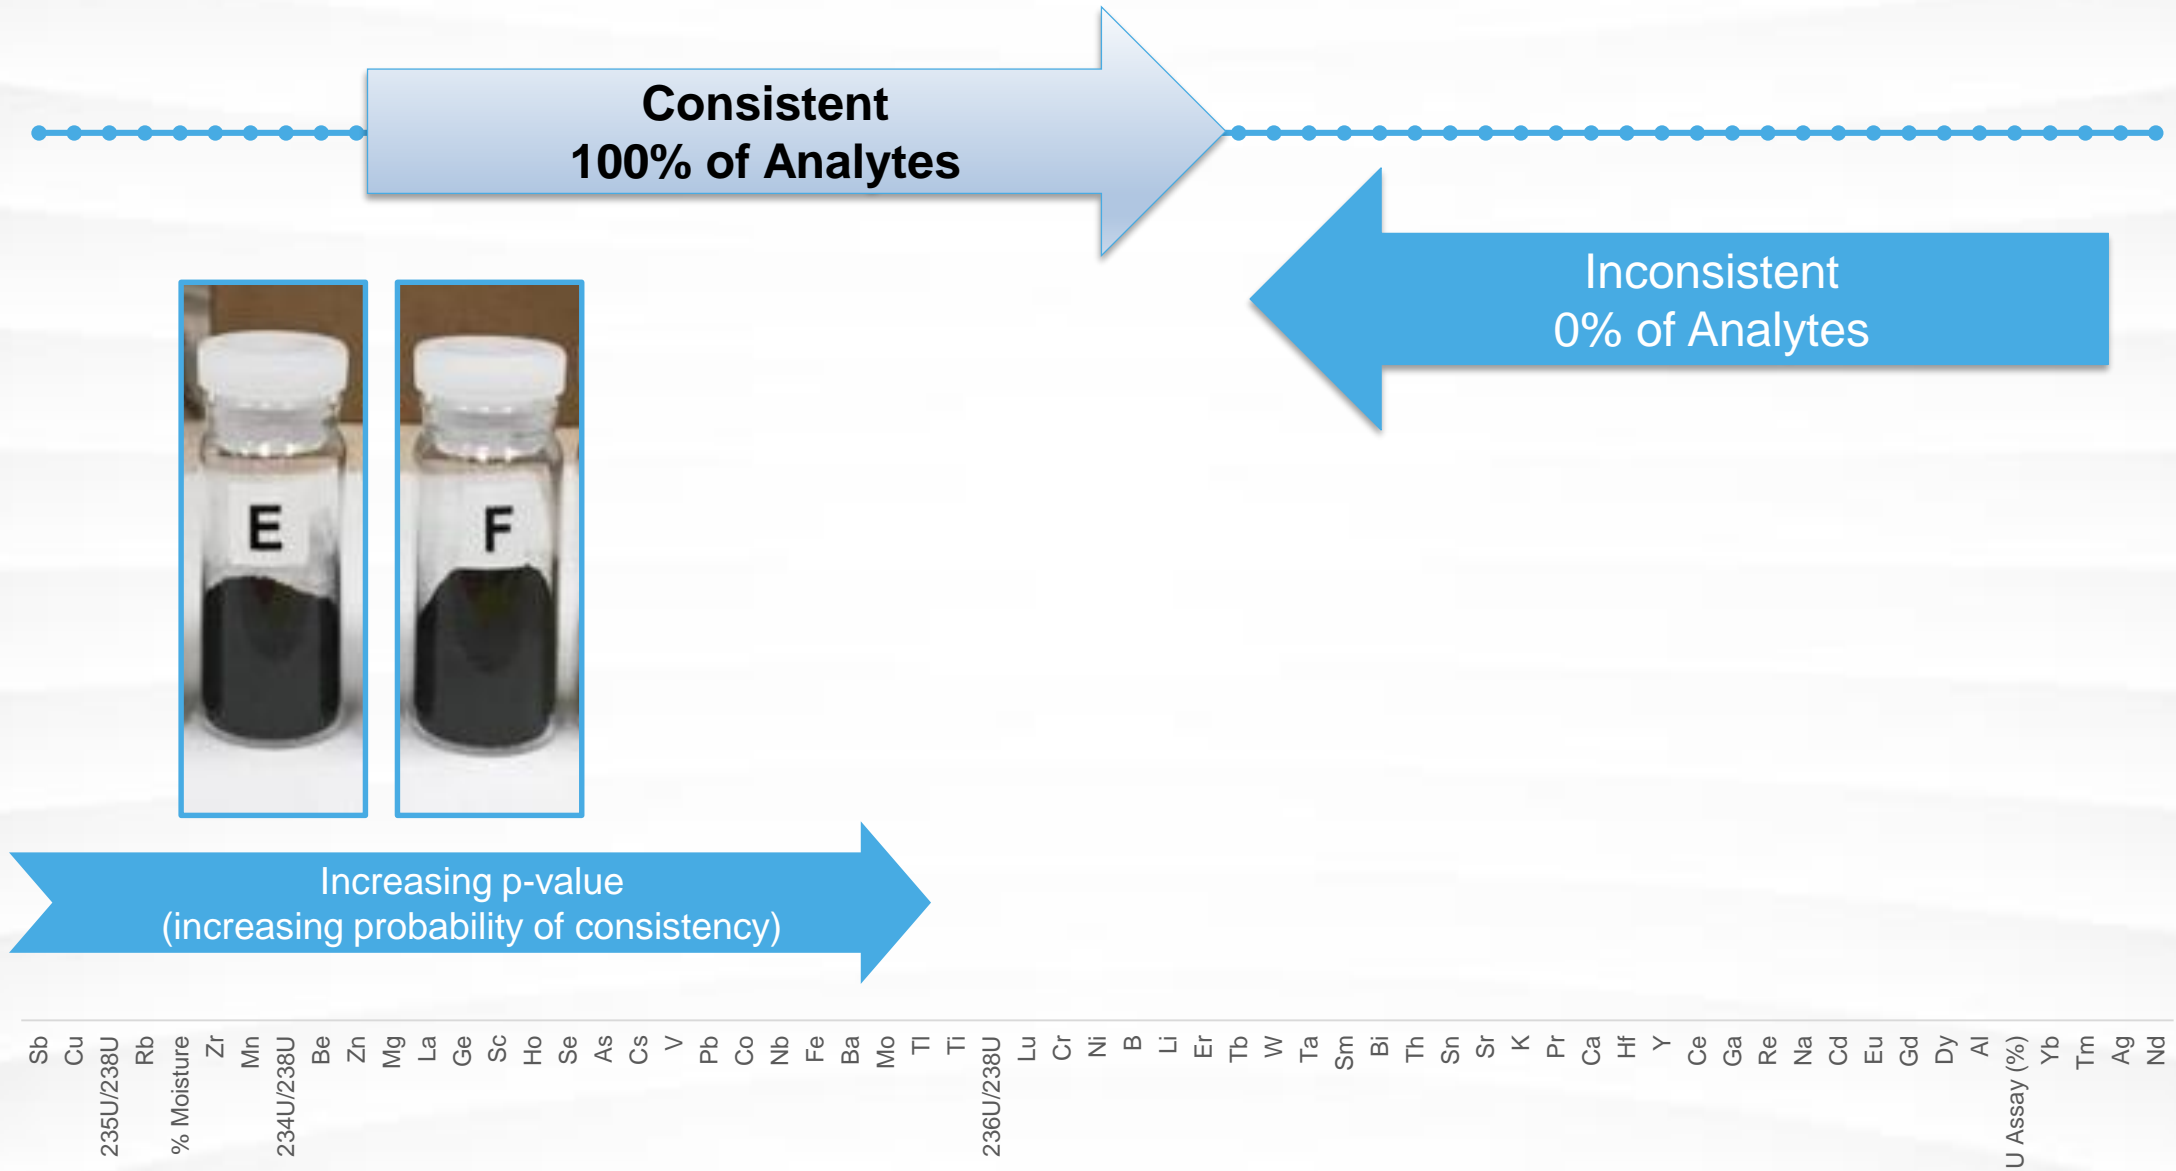 Consistent
100% of Analytes
Inconsistent
0% of Analytes
E
F
Increasing p-value
(increasing probability of consistency)
Sb
Cu
235U/238U
Rb
% Moisture
Zr
Mn
234U/238U
Be
Zn
Mg
La
Ge
Sc
Ho
Se
As
Cs
V
Pb
Co
Nb
Fe
Ba
Mo
Tl
Ti
236U/238U
Lu
Cr
Ni
B
Li
Er
Tb
W
Ta
Sm
Bi
Th
Sn
Sr
K
Pr
Ca
Hf
Y
Ce
Ga
Re
Na
Cd
Eu
Gd
Dy
Al
U Assay (%)
Yb
Tm
Ag
Nd